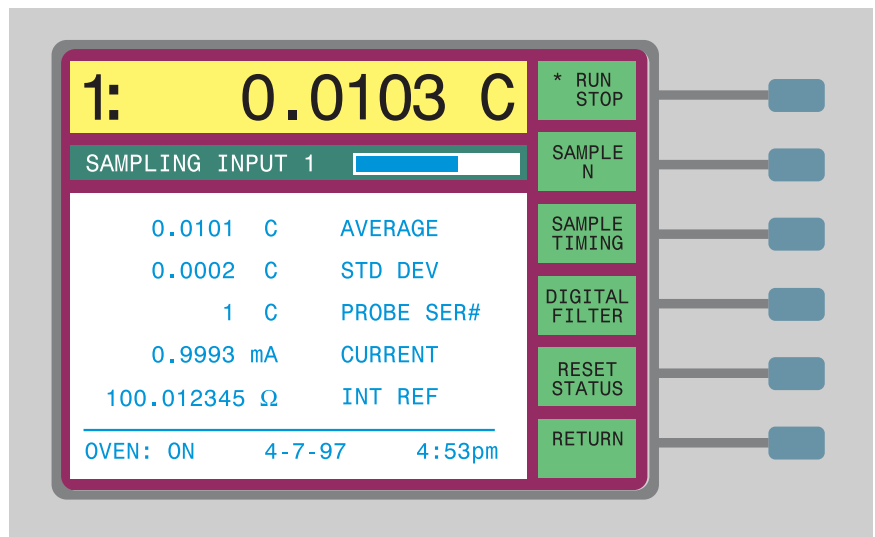 1: 0.0103 C
SAMPLING INPUT 1
0.0101 C AVERAGE
0.0002 C STD DEV
1 C PROBE SER#
0.9993 mA CURRENT
100.012345 Ω INT REF
OVEN: ON 4-7-97 4:53pm
* RUN
STOP
SAMPLE
N
SAMPLE
TIMING
DIGITAL
FILTER
RESET
STATUS
RETURN